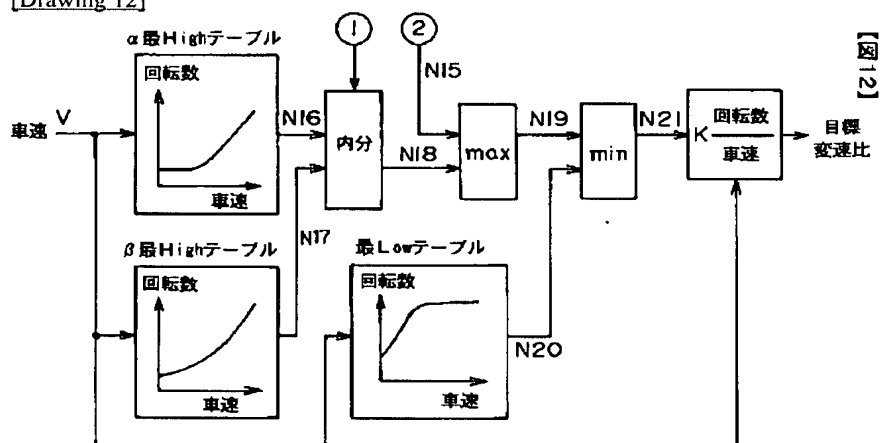 [Drawing 12]
【図12】
① ②
α最Highテーブル
回転数
車速
車速 V
N16
N15
内分
N18
max
N19
min
N21
K 回転数
車速
目標
変速比
β最Highテーブル
回転数
車速
N17
最Lowテーブル
回転数
車速
N20